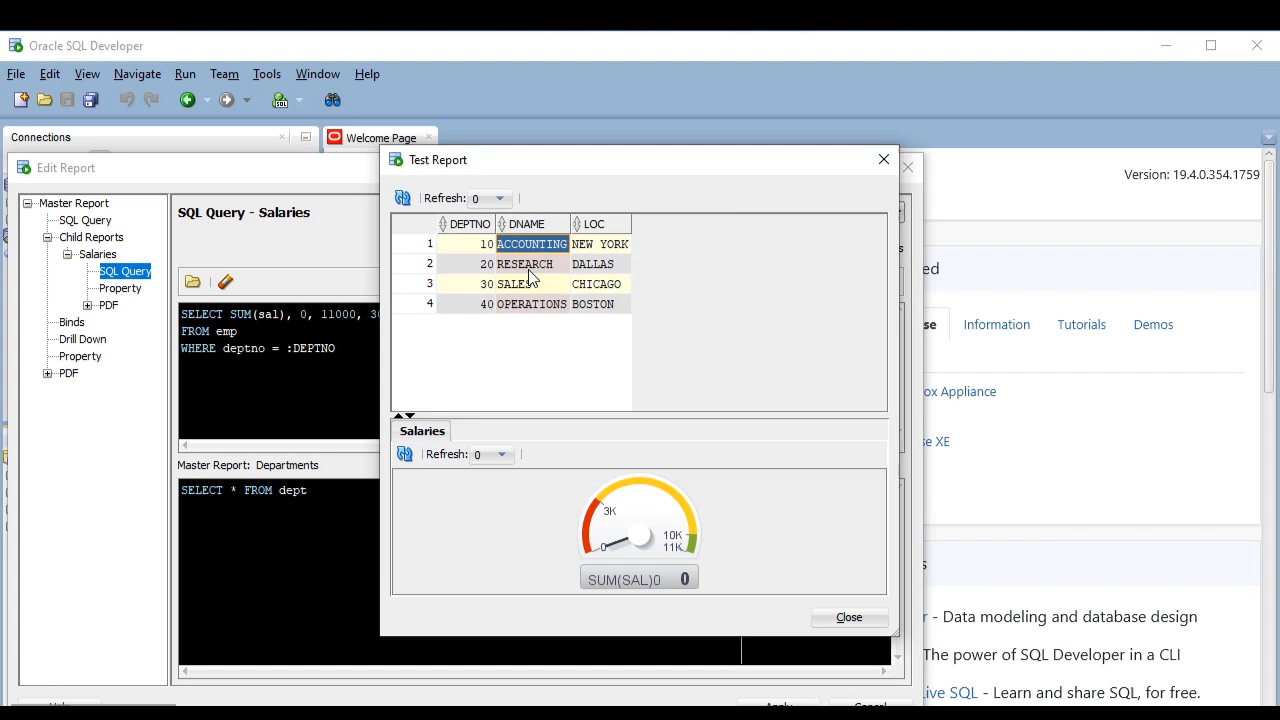 Oracle SQL Developer
File Edit View Navigate Run Team Tools Window Help
Connections
Welcome Page
Edit Report
Test Report
Version: 19.4.0.354.1759
Master Report
SQL Query
Child Reports
Salaries
SQL Query
Property
PDF
Binds
Drill Down
Property
PDF
SQL Query - Salaries
SELECT SUM(sal), 0, 11000, 30
FROM emp
WHERE deptno = :DEPTNO
Master Report: Departments
SELECT * FROM dept
Refresh: 0
DEPTNO DNAME LOC
1 10 ACCOUNTING NEW YORK
2 20 RESEARCH DALLAS
3 30 SALES CHICAGO
4 40 OPERATIONS BOSTON
Salaries
Refresh: 0
3K
0
10K
11K
SUM(SAL)0 0
Close
ed
se Information Tutorials Demos
ox Appliance
se XE
s
r - Data modeling and database design
The power of SQL Developer in a CLI
Live SQL - Learn and share SQL, for free.
Help
Apply Cancel